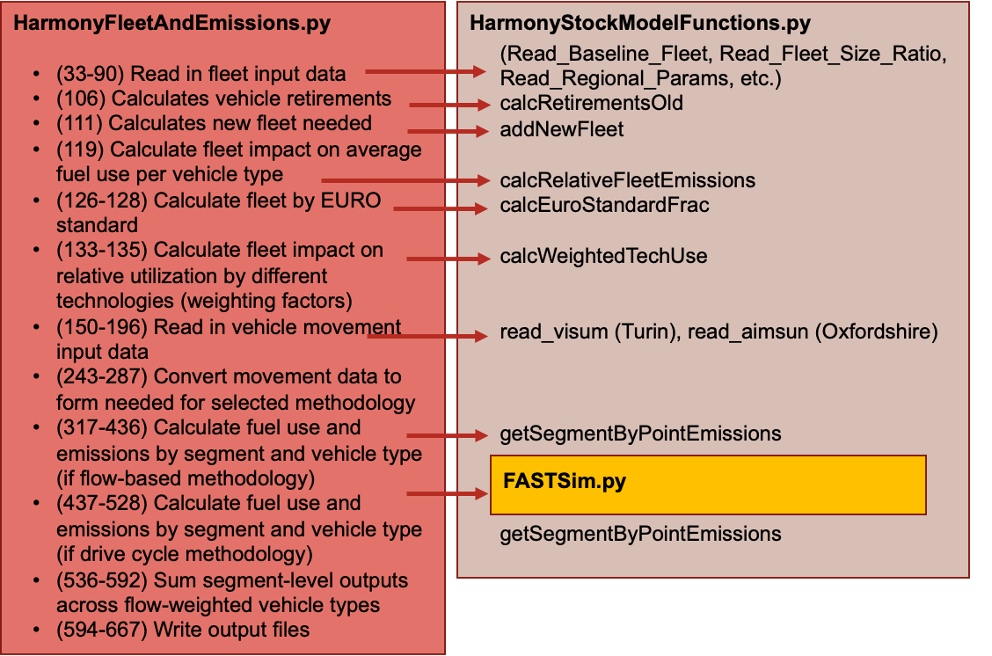 HarmonyFleetAndEmissions.py
• (33-90) Read in fleet input data
• (106) Calculates vehicle retirements
• (111) Calculates new fleet needed
• (119) Calculate fleet impact on average
fuel use per vehicle type
• (126-128) Calculate fleet by EURO
standard
• (133-135) Calculate fleet impact on
relative utilization by different
technologies (weighting factors)
• (150-196) Read in vehicle movement
input data
• (243-287) Convert movement data to
form needed for selected methodology
• (317-436) Calculate fuel use and
emissions by segment and vehicle type
(if flow-based methodology)
• (437-528) Calculate fuel use and
emissions by segment and vehicle type
(if drive cycle methodology)
• (536-592) Sum segment-level outputs
across flow-weighted vehicle types
• (594-667) Write output files
HarmonyStockModelFunctions.py
(Read_Baseline_Fleet, Read_Fleet_Size_Ratio,
Read_Regional_Params, etc.)
calcRetirementsOld
addNewFleet
calcRelativeFleetEmissions
calcEuroStandardFrac
calcWeightedTechUse
read_visum (Turin), read_aimsun (Oxfordshire)
getSegmentByPointEmissions
FASTSim.py
getSegmentByPointEmissions